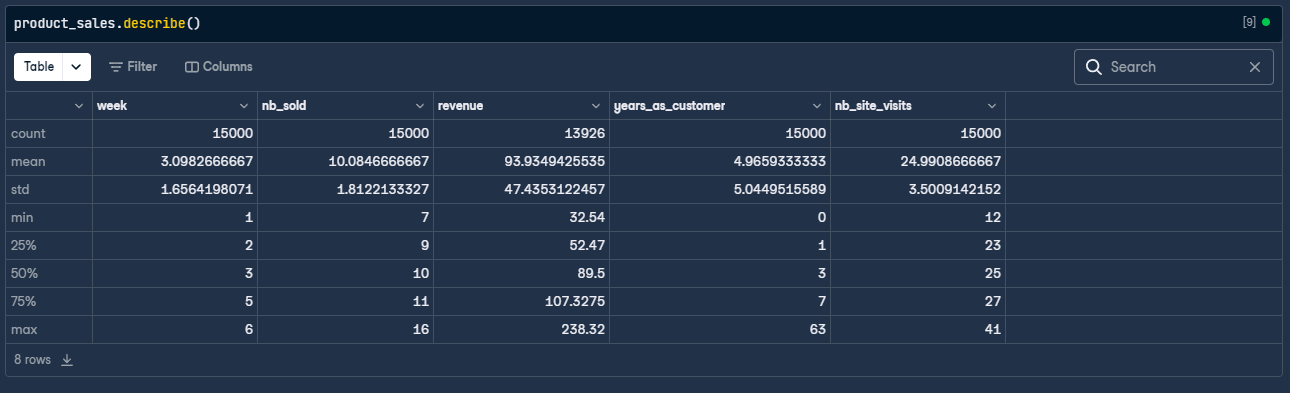 product_sales.describe() [9]
Table Filter Columns Search
week nb_sold revenue years_as_customer nb_site_visits
count 15000 15000 13926 15000 15000
mean 3.0982666667 10.0846666667 93.9349425535 4.9659333333 24.9908666667
std 1.6564198071 1.8122133327 47.4353122457 5.0449515589 3.5009142152
min 1 7 32.54 0 12
25% 2 9 52.47 1 23
50% 3 10 89.5 3 25
75% 5 11 107.3275 7 27
max 6 16 238.32 63 41
8 rows